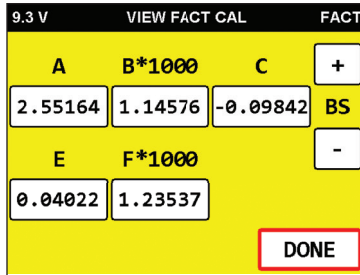 9.3 V VIEW FACT CAL FACT
A B*1000 C +
2.55164 1.14576 -0.09842 BS
E F*1000 -
0.04022 1.23537
DONE